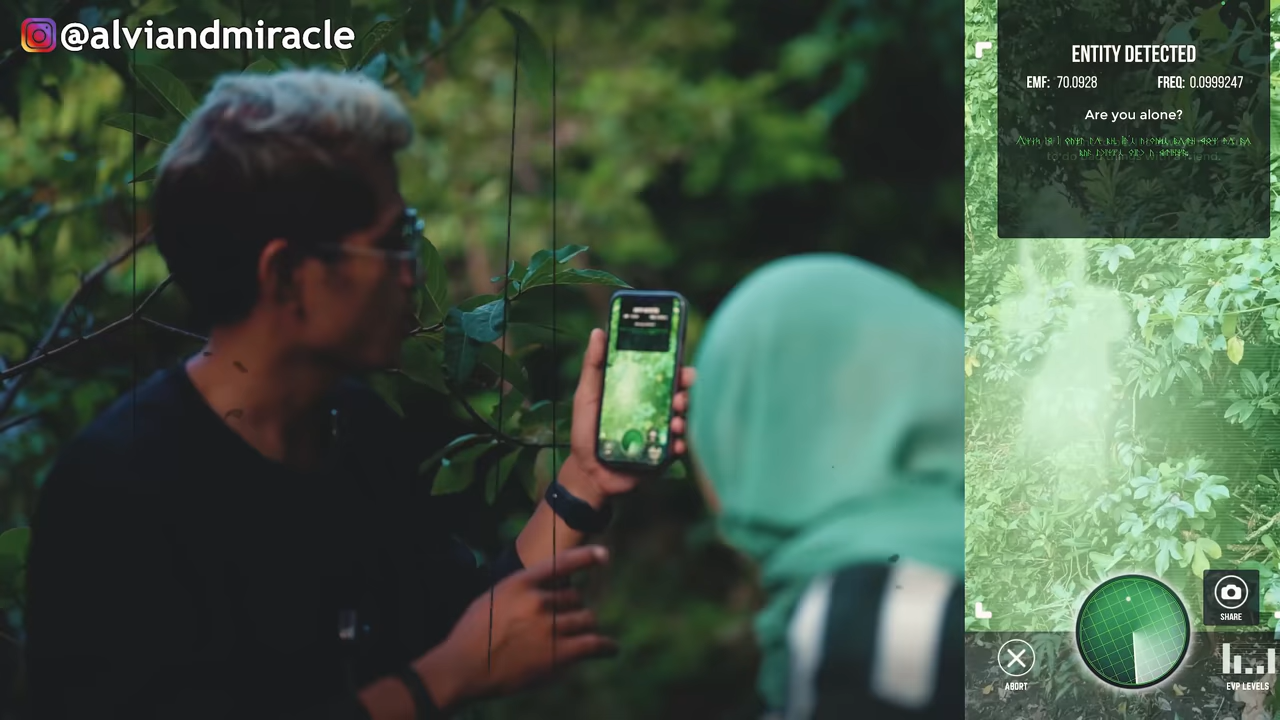 @alviandmiracle
ENTITY DETECTED
EMF: 70.0928 FREQ: 0.0999247
Are you alone?
SHARE
ABORT
EVP LEVELS